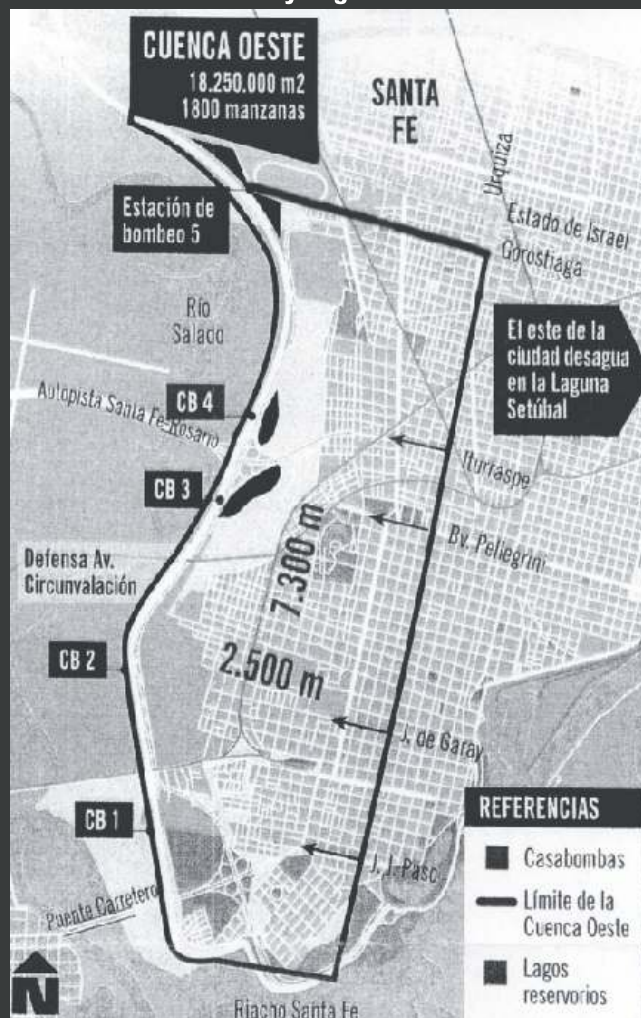 CUENCA OESTE
18.250.000 m2
1800 manzanas
SANTA
FE
Urquiza
Estación de
bombeo 5
Estado de Israel
Gorostiaga
Río
Salado
El este de la
ciudad desagua
en la Laguna
Setúbal
CB 4
Autopista Santa Fe-Rosario
Iturraspe
CB 3
Bv. Pellegrini
7.300 m
Defensa Av.
Circunvalación
CB 2
2.500 m
J. de Garay
CB 1
J. J. Paso
Puente Carretero
N
Riacho Santa Fe
REFERENCIAS
Casabombas
Límite de la
Cuenca Oeste
Lagos
reservorios